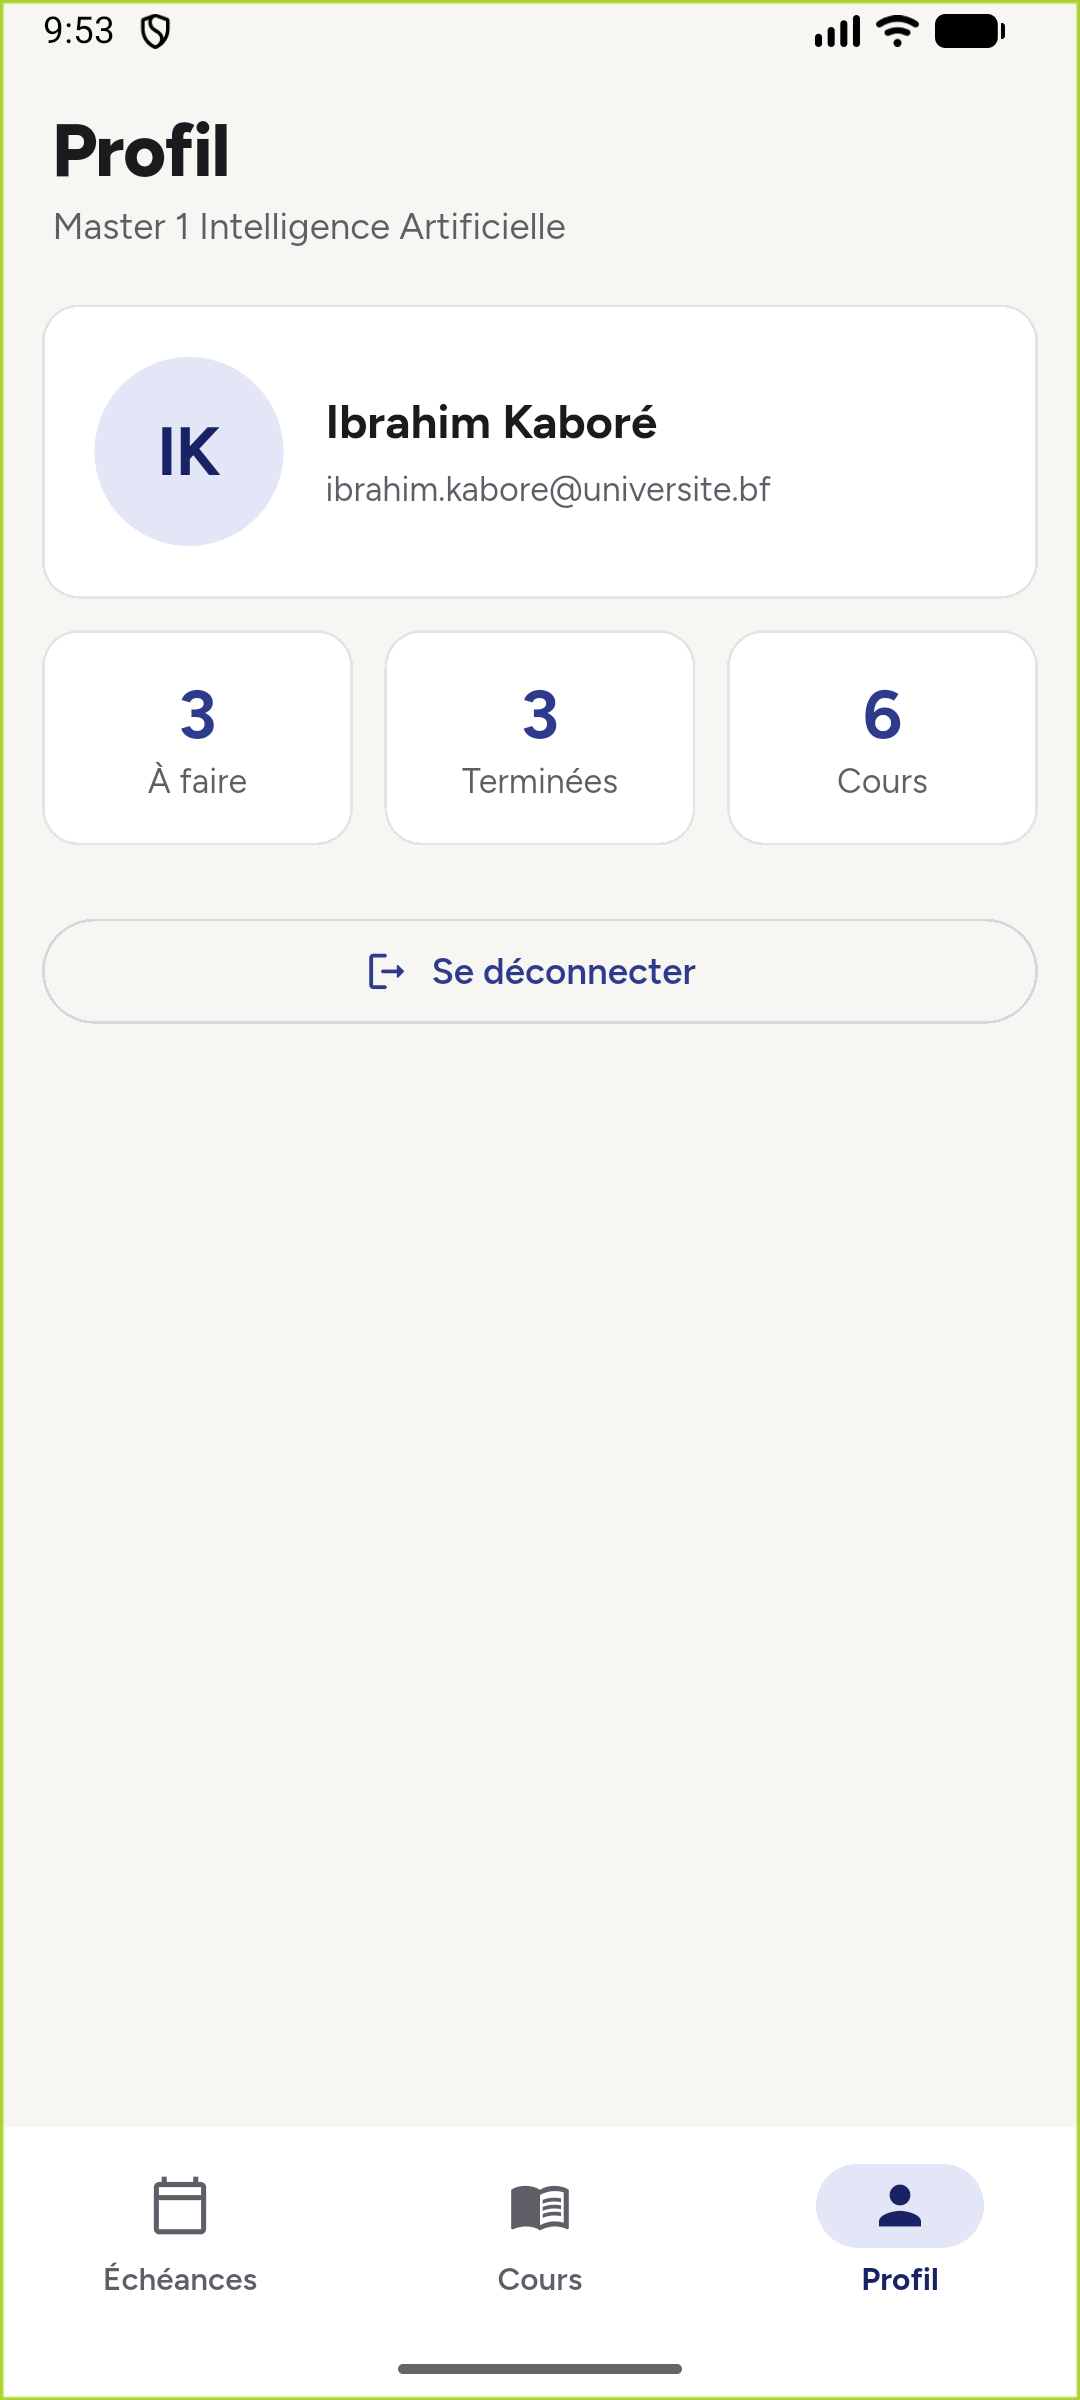 9:53
Profil
Master 1 Intelligence Artificielle
IK
Ibrahim Kaboré
ibrahim.kabore@universite.bf
3
À faire
3
Terminées
6
Cours
Se déconnecter
Échéances
Cours
Profil